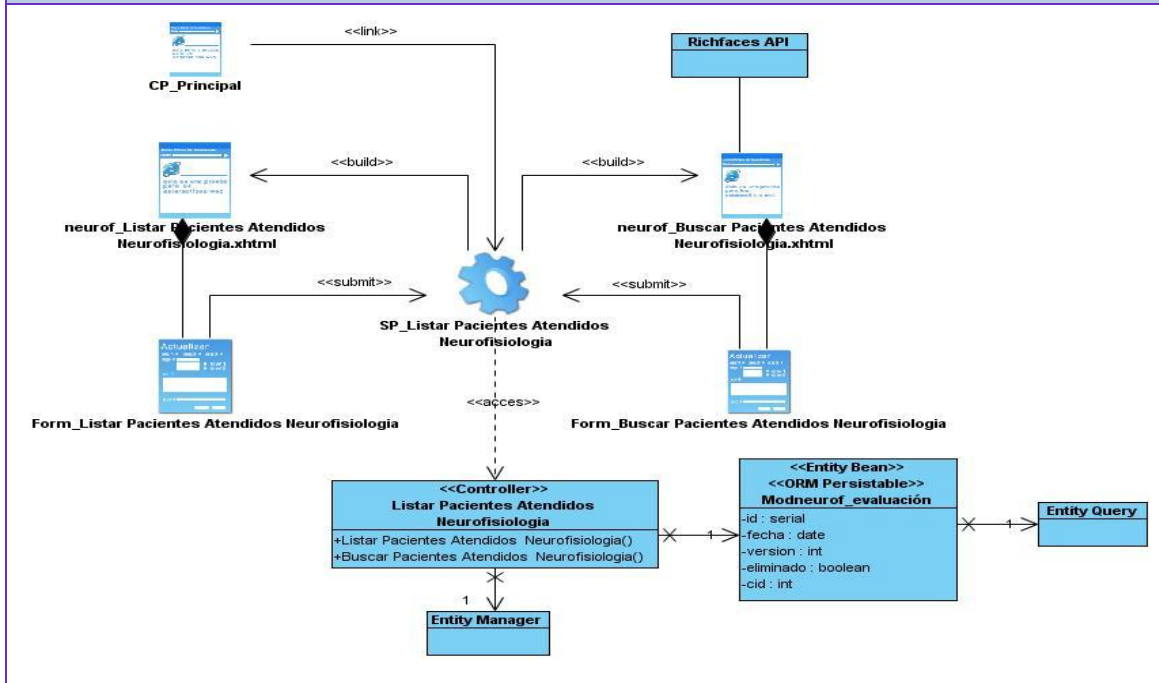 <<link>>
Richfaces API
CP_Principal
<<build>>
<<build>>
neurof_Listar Pacientes Atendidos
Neurofisiologia.xhtml
neurof_Buscar Pacientes Atendidos
Neurofisiologia.xhtml
<<submit>>
<<submit>>
SP_Listar Pacientes Atendidos
Neurofisiologia
Actualizar
Actualizar
<<acces>>
Form_Listar Pacientes Atendidos Neurofisiologia
Form_Buscar Pacientes Atendidos Neurofisiologia
<<Controller>>
Listar Pacientes Atendidos
Neurofisiologia
+Listar Pacientes Atendidos Neurofisiologia()
+Buscar Pacientes Atendidos Neurofisiologia()
1
<<Entity Bean>>
<<ORM Persistable>>
Modneurof_evaluación
-id : serial
-fecha : date
-version : int
-eliminado : boolean
-cid : int
1
Entity Query
1
Entity Manager